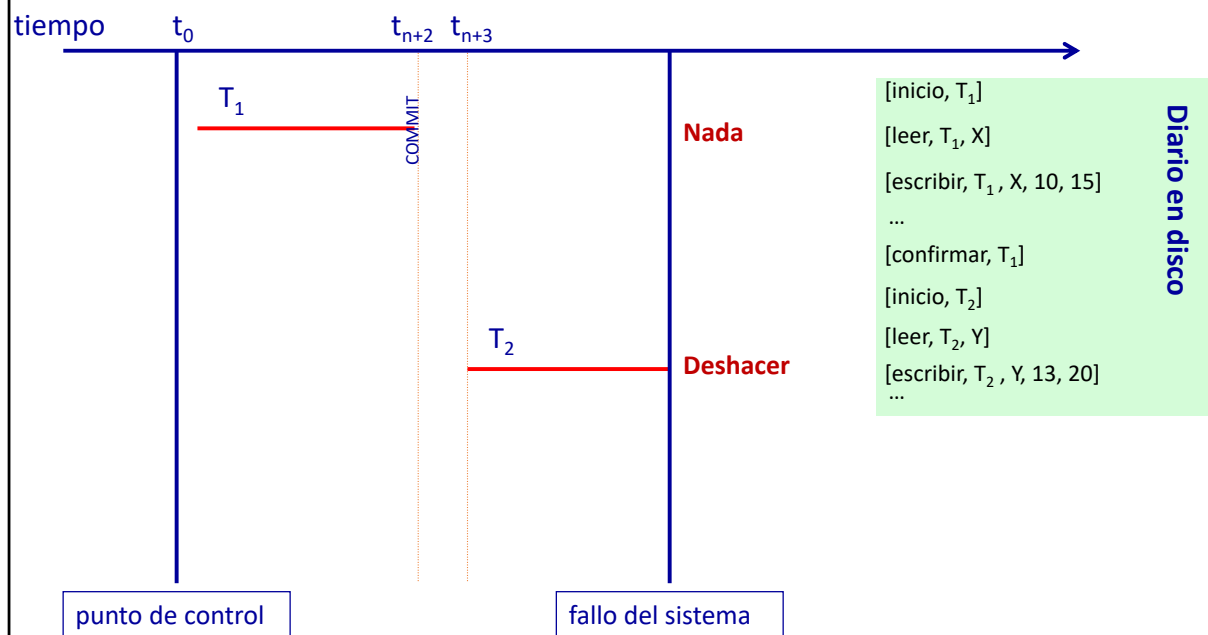 tiempo t₀ tₙ₊₂ tₙ₊₃
T₁
COMMIT
Nada
T₂
Deshacer
punto de control
fallo del sistema
[inicio, T₁]
[leer, T₁, X]
[escribir, T₁ , X, 10, 15]
...
[confirmar, T₁]
[inicio, T₂]
[leer, T₂, Y]
[escribir, T₂ , Y, 13, 20]
...
Diario en disco